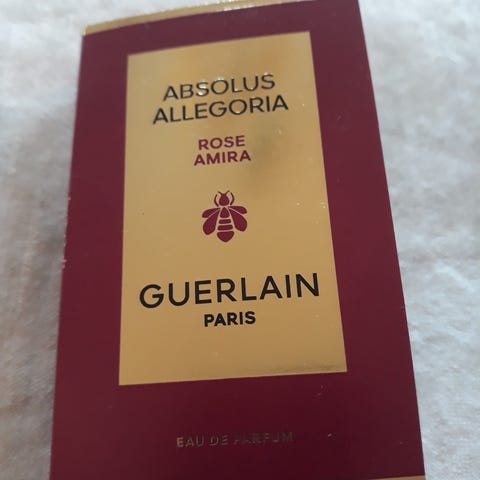 ABSOLUS
ALLEGORIA
ROSE
AMIRA
GUERLAIN
PARIS
EAU DE PARFUM